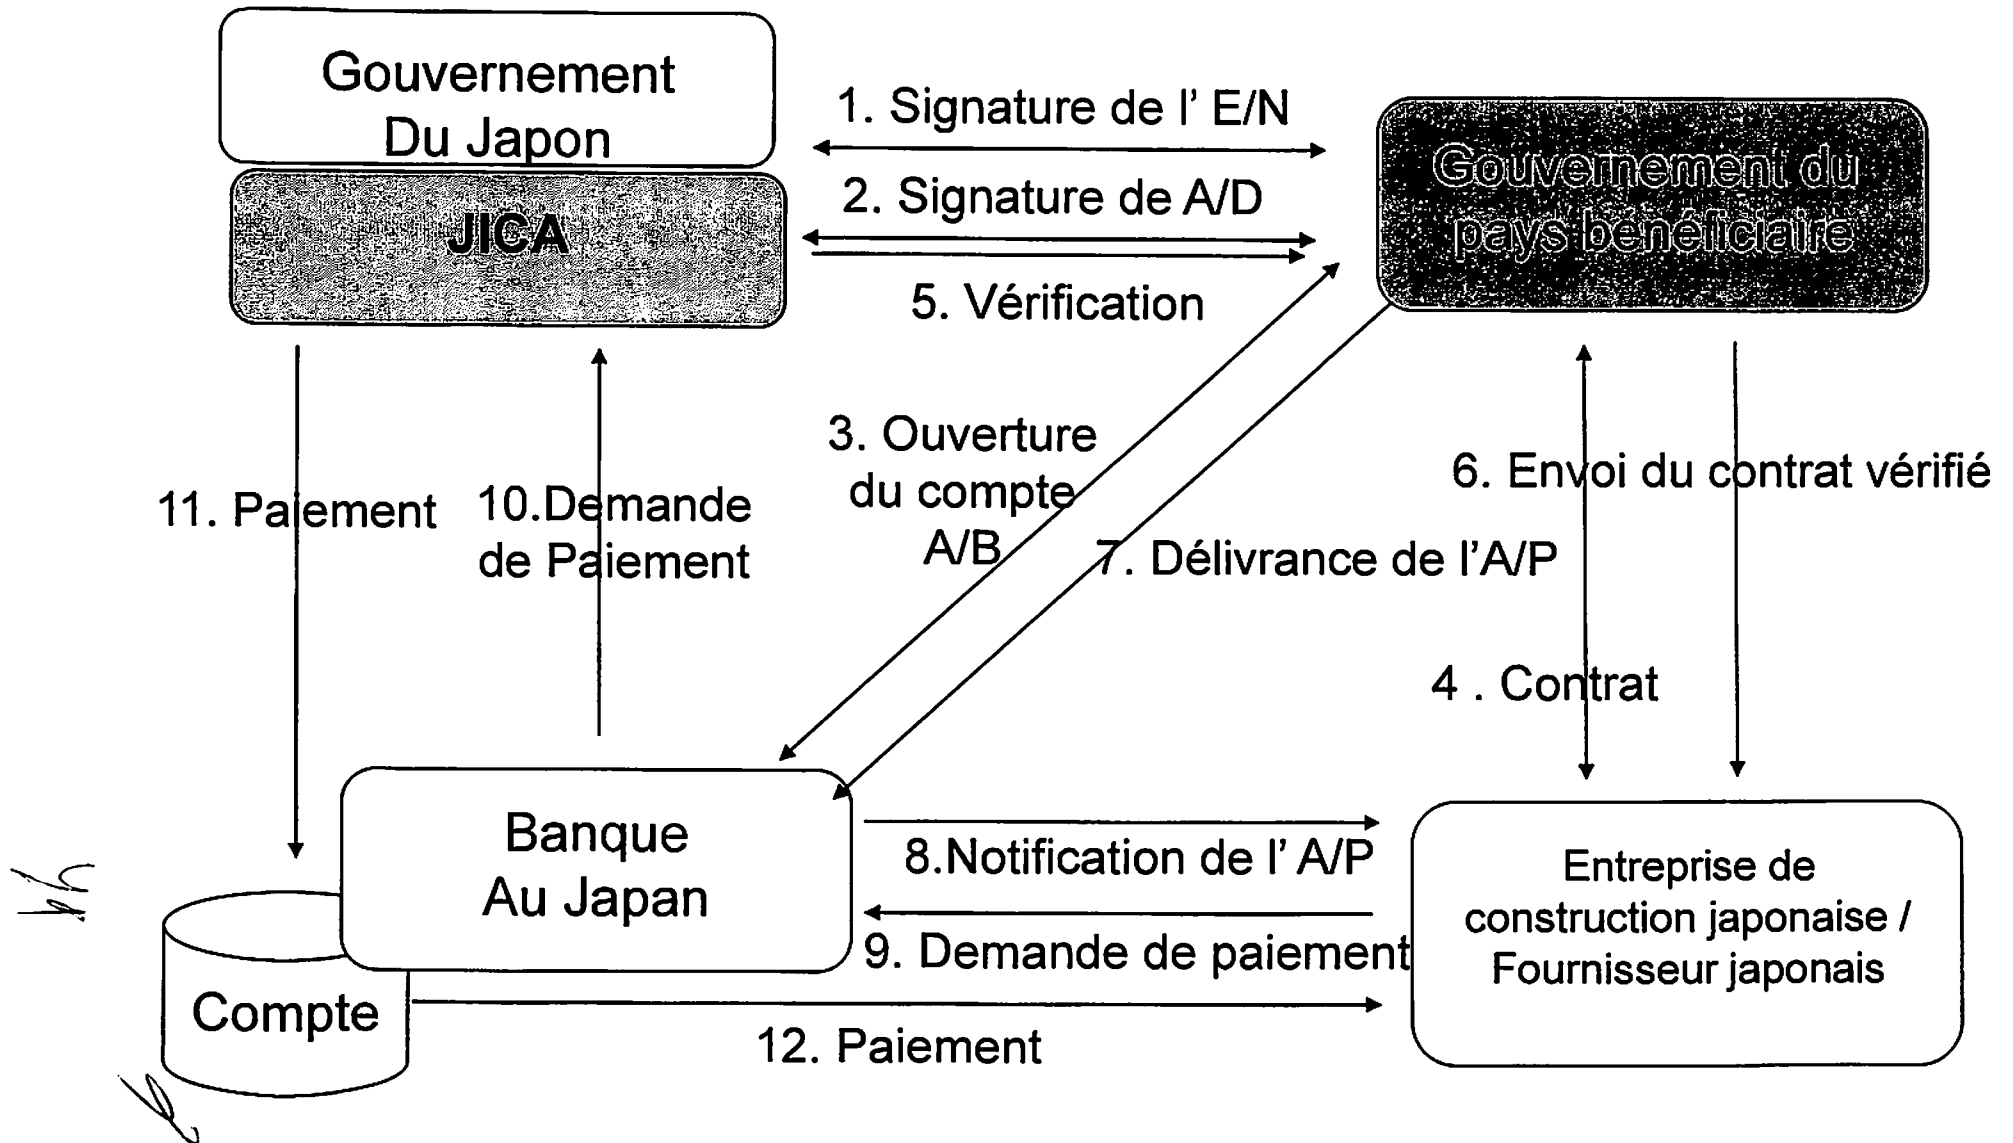 Gouvernement
Du Japon
JICA
1. Signature de l' E/N
2. Signature de A/D
5. Vérification
Gouvernement du
pays bénéficiaire
3. Ouverture
du compte
A/B
7. Délivrance de l'A/P
6. Envoi du contrat vérifié
4 . Contrat
11. Paiement
10.Demande
de Paiement
Banque
Au Japan
Compte
8.Notification de l' A/P
9. Demande de paiement
12. Paiement
Entreprise de
construction japonaise /
Fournisseur japonais